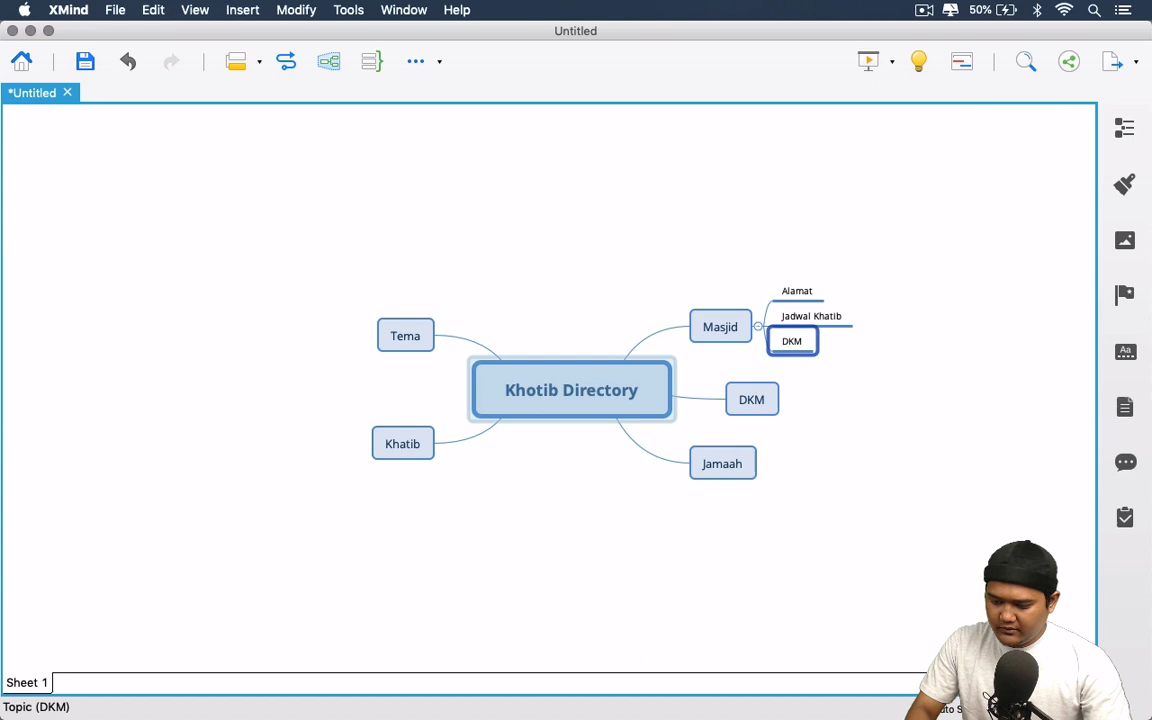 XMind File Edit View Insert Modify Tools Window Help 50%
Untitled
*Untitled
Alamat
Masjid
Jadwal Khatib
DKM
Tema
Khotib Directory
DKM
Khatib
Jamaah
Aa
Sheet 1
Topic (DKM)